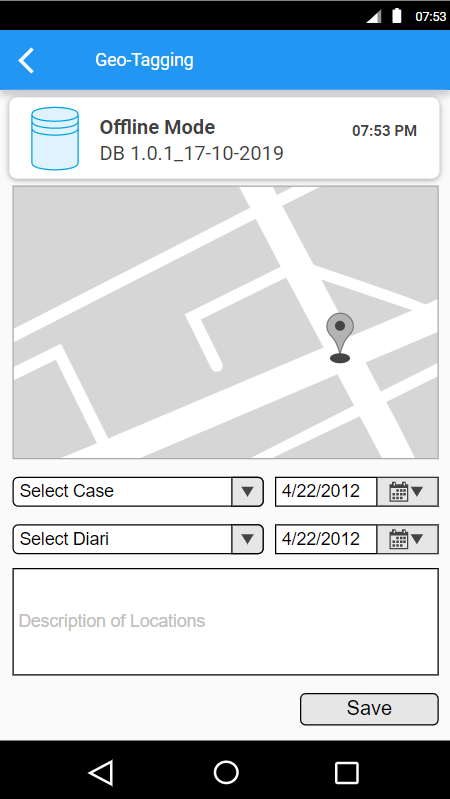 07:53
Geo-Tagging
Offline Mode
07:53 PM
DB 1.0.1_17-10-2019
Select Case
4/22/2012
Select Diari
4/22/2012
Description of Locations
Save